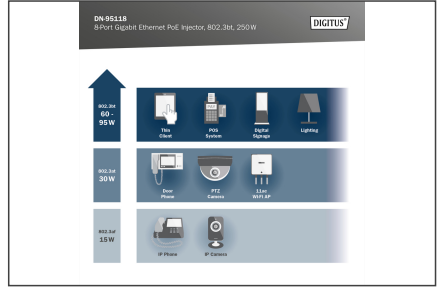 DN-95118
8-Port Gigabit Ethernet PoE Injector, 802.3bt, 250 W
DIGITUS®
802.3bt
60 -
95 W
Thin
Client
POS
System
Digital
Signage
Lighting
802.3at
30 W
Door
Phone
PTZ
Camera
11ac
Wi-Fi AP
802.3af
15 W
IP Phone
IP Camera